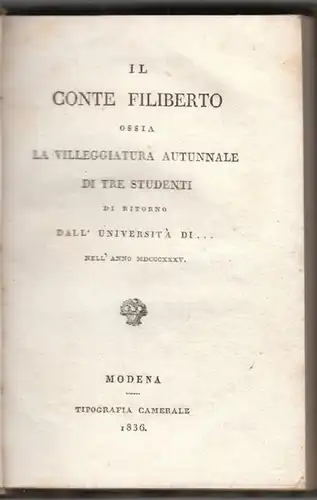 IL
CONTE FILIBERTO
OSSIA
LA VILLEGGIATURA AUTUNNALE
DI TRE STUDENTI
DI RITORNO
DALL' UNIVERSITÀ DI...
NELL' ANNO MDCCCXXXV.
MODENA
TIPOGRAFIA CAMERALE
1836.